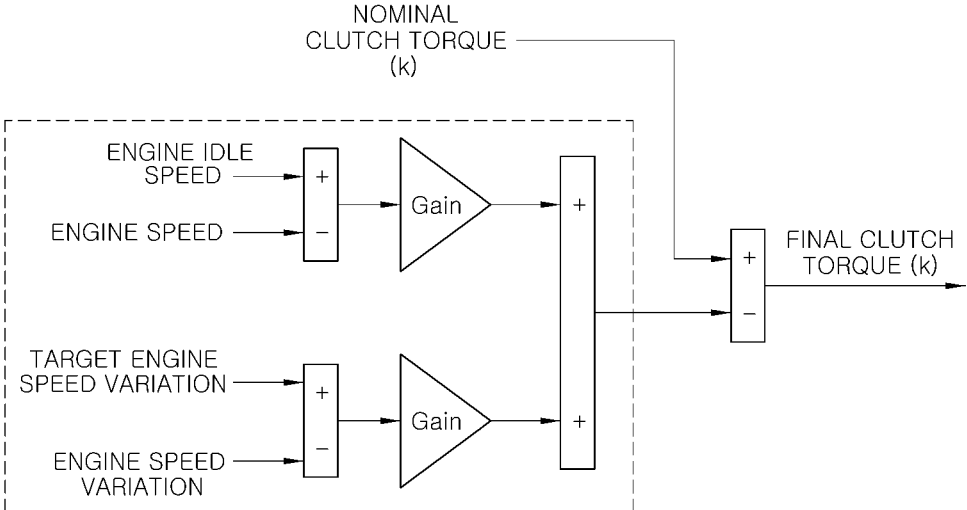 NOMINAL
CLUTCH TORQUE
(k)
ENGINE IDLE
SPEED
+
Gain
+
ENGINE SPEED
−
+
FINAL CLUTCH
TORQUE (k)
−
TARGET ENGINE
SPEED VARIATION
+
Gain
+
−
ENGINE SPEED
VARIATION